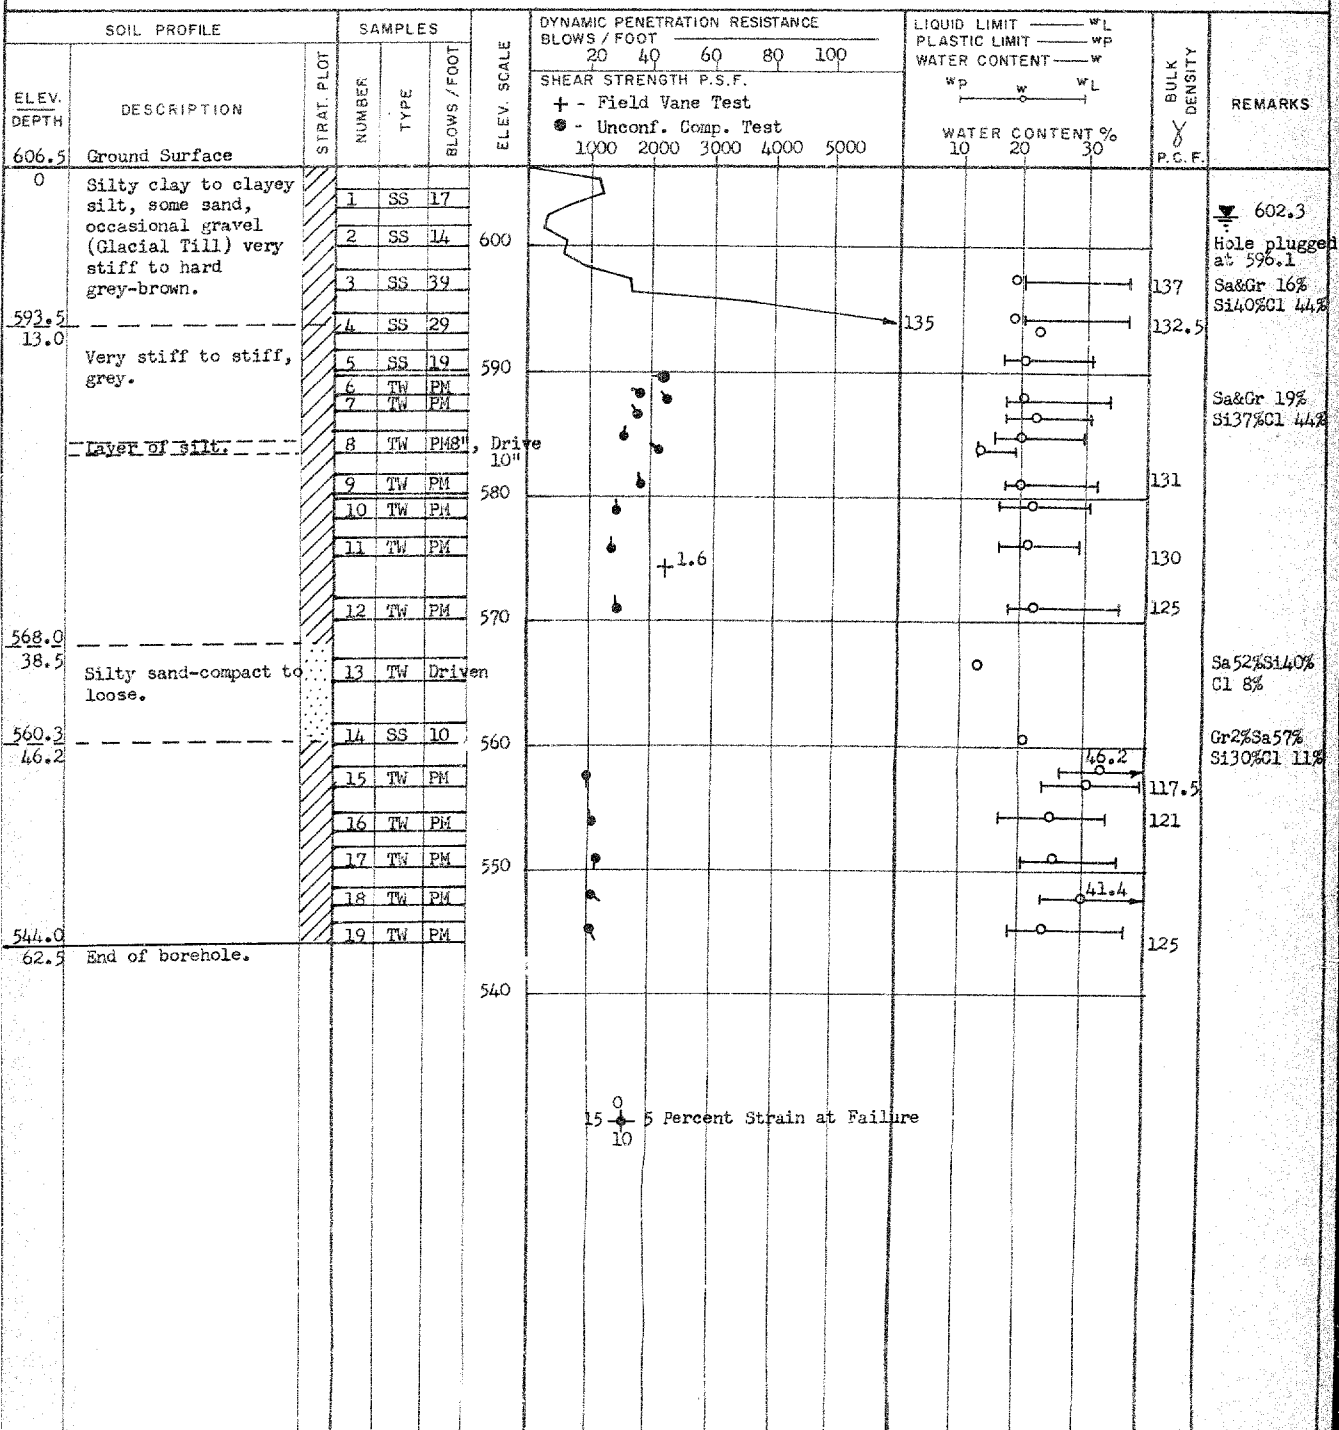 SOIL PROFILE
SAMPLES
ELEV. SCALE
DYNAMIC PENETRATION RESISTANCE
BLOWS / FOOT
20 40 60 80 100
SHEAR STRENGTH P.S.F.
+ - Field Vane Test
● - Unconf. Comp. Test
1000 2000 3000 4000 5000
LIQUID LIMIT wL
PLASTIC LIMIT wP
WATER CONTENT w
wP w wL
WATER CONTENT %
10 20 30
BULK DENSITY
γ
P.C.F.
REMARKS
ELEV.
DEPTH
DESCRIPTION
STRAT. PLOT
NUMBER
TYPE
BLOWS / FOOT
606.5 Ground Surface
0
Silty clay to clayey
silt, some sand,
occasional gravel
(Glacial Till) very
stiff to hard
grey-brown.
593.5
13.0
Very stiff to stiff,
grey.
Layer of silt.
568.0
38.5
Silty sand-compact to
loose.
560.3
46.2
544.0
62.5 End of borehole.
1 SS 17
2 SS 14
3 SS 39
4 SS 29
5 SS 19
6 TW PM
7 TW PM
8 TW PM8", Drive
10"
9 TW PM
10 TW PM
11 TW PM
12 TW PM
13 TW Driven
14 SS 10
15 TW PM
16 TW PM
17 TW PM
18 TW PM
19 TW PM
600
590
580
570
560
550
540
135
1.6
46.2
41.4
137
132.5
131
130
125
117.5
121
125
602.3
Hole plugged
at 596.1
Sa&Gr 16%
Si40%Cl 44%
Sa&Gr 19%
Si37%Cl 44%
Sa52%Si40%
Cl 8%
Gr2%Sa57%
Si30%Cl 11%
0
15 5 Percent Strain at Failure
10